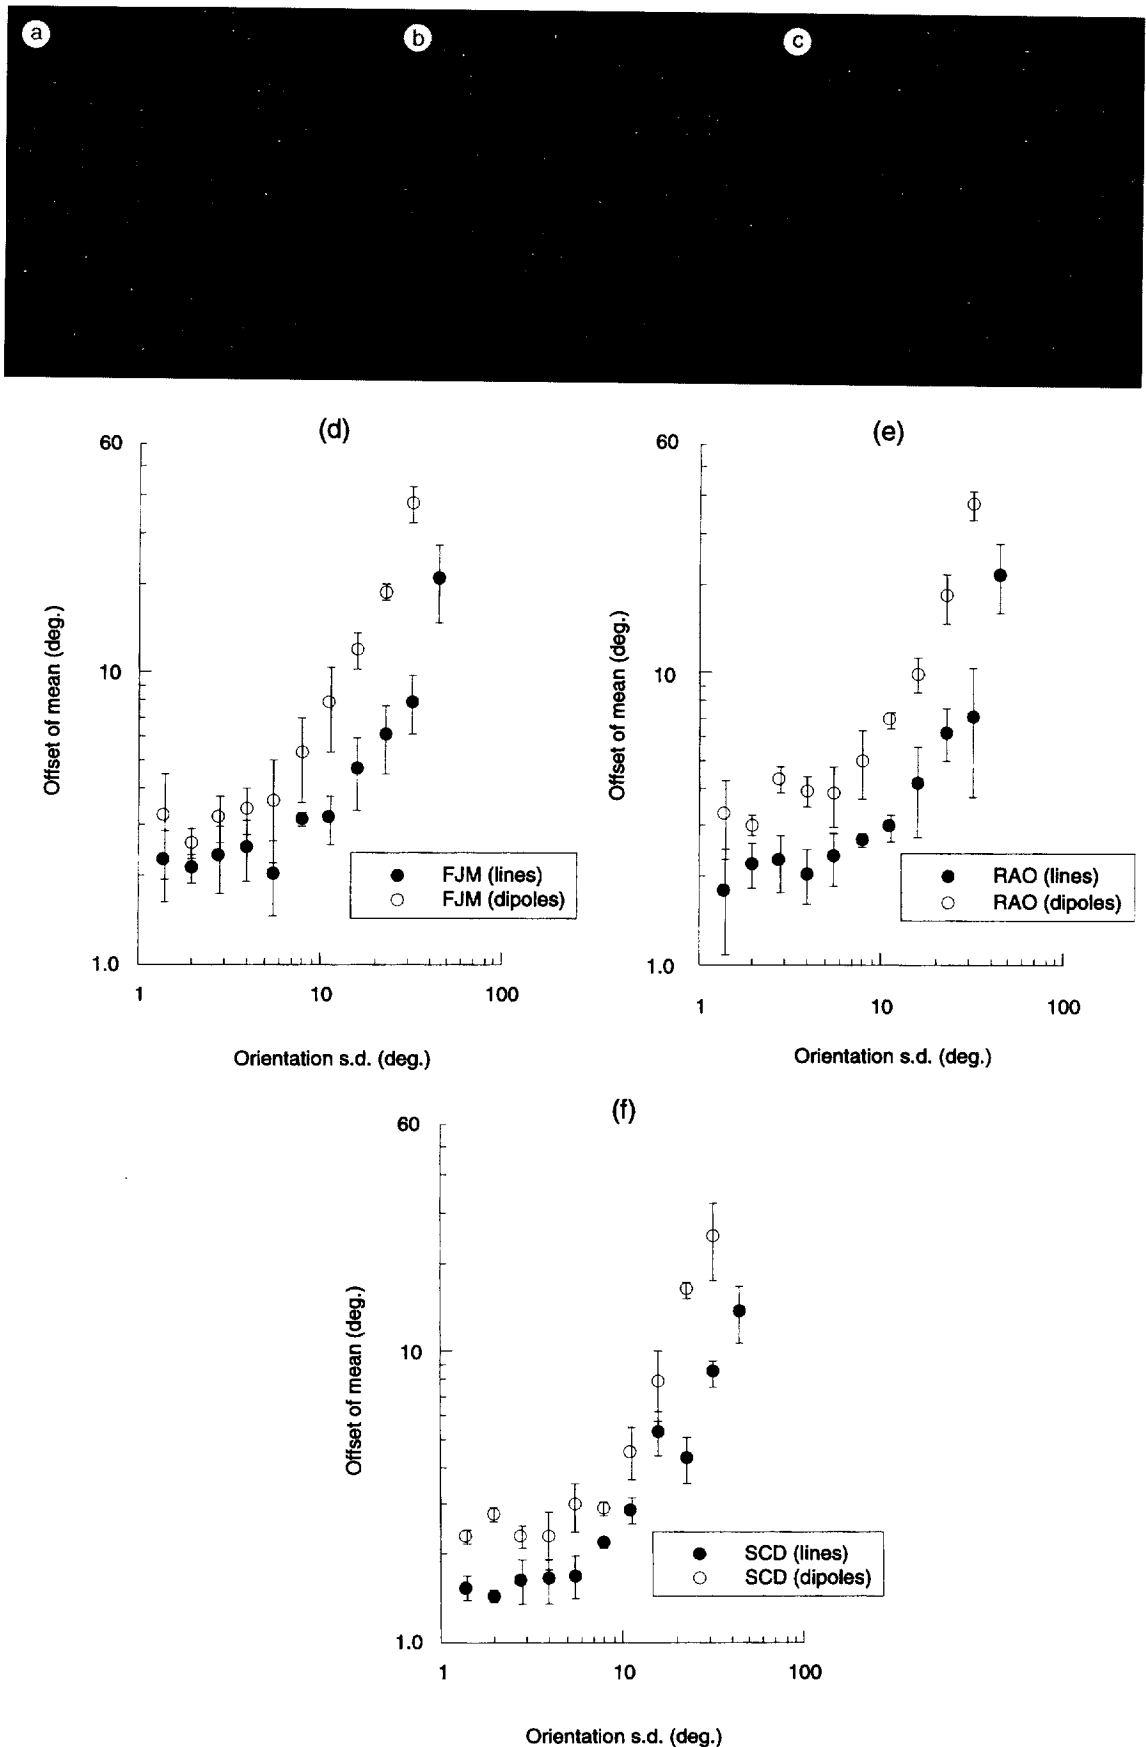 a b c
(d)
60
10
1.0
Offset of mean (deg.)
FJM (lines)
FJM (dipoles)
1 10 100
Orientation s.d. (deg.)
(e)
60
10
1.0
Offset of mean (deg.)
RAO (lines)
RAO (dipoles)
1 10 100
Orientation s.d. (deg.)
(f)
60
10
1.0
Offset of mean (deg.)
SCD (lines)
SCD (dipoles)
1 10 100
Orientation s.d. (deg.)